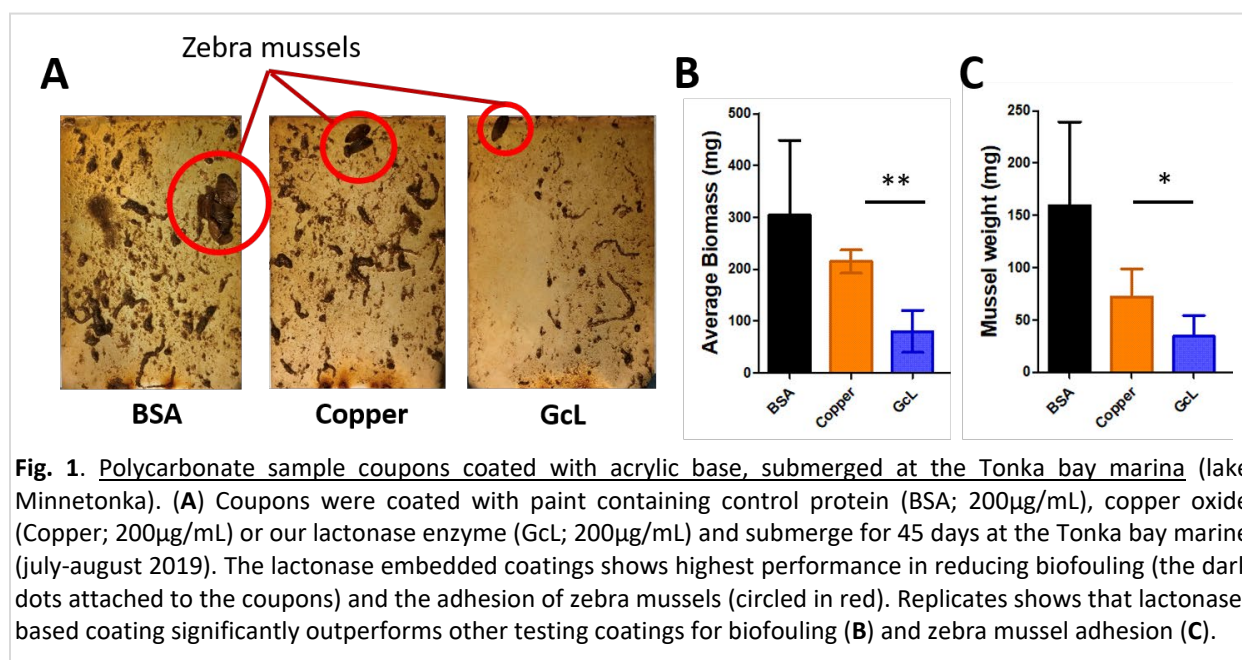 Zebra mussels
A
BSA
Copper
GcL
B
Average Biomass (mg)
500
400
300
200
100
0
**
BSA
Copper
GcL
C
Mussel weight (mg)
250
200
150
100
50
0
*
BSA
Copper
GcL
Fig. 1. Polycarbonate sample coupons coated with acrylic base, submerged at the Tonka bay marina (lake
Minnetonka). (A) Coupons were coated with paint containing control protein (BSA; 200µg/mL), copper oxide
(Copper; 200µg/mL) or our lactonase enzyme (GcL; 200µg/mL) and submerge for 45 days at the Tonka bay marine
(july-august 2019). The lactonase embedded coatings shows highest performance in reducing biofouling (the dark
dots attached to the coupons) and the adhesion of zebra mussels (circled in red). Replicates shows that lactonase
based coating significantly outperforms other testing coatings for biofouling (B) and zebra mussel adhesion (C).